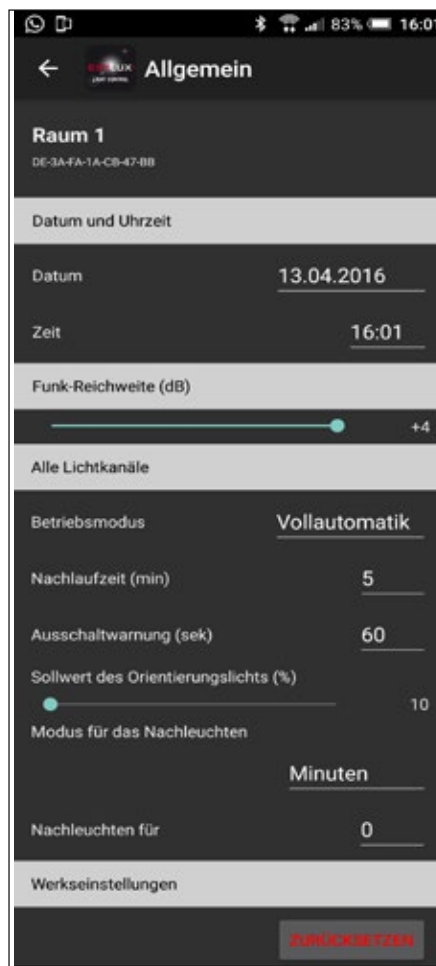 83% 16:01
Allgemein
Raum 1
DE-3A-FA-1A-CB-47-BB
Datum und Uhrzeit
Datum 13.04.2016
Zeit 16:01
Funk-Reichweite (dB)
+4
Alle Lichtkanäle
Betriebsmodus Vollautomatik
Nachlaufzeit (min) 5
Ausschaltwarnung (sek) 60
Sollwert des Orientierungslichts (%)
10
Modus für das Nachleuchten
Minuten
Nachleuchten für 0
Werkseinstellungen
ZURÜCKSETZEN